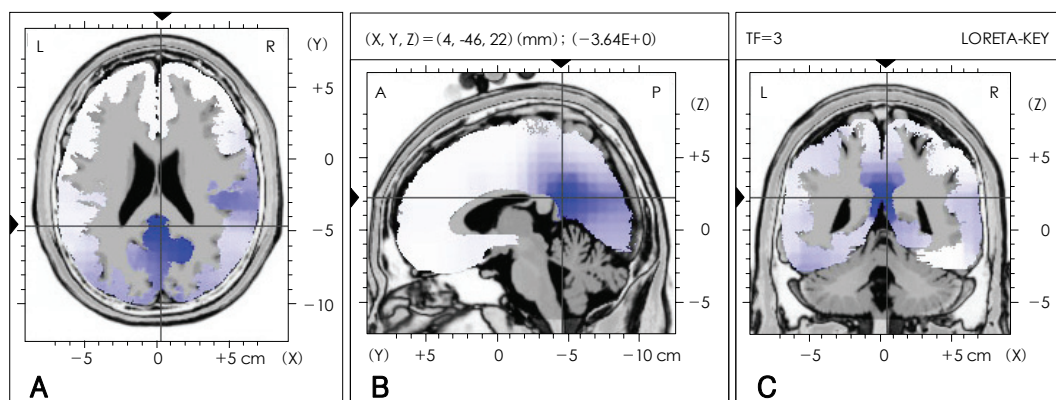 L R (Y)
+5
0
−5
−10
−5 0 +5 cm (X)
A
(X, Y, Z)=(4, -46, 22)(mm); (−3.64E+0)
A P (Z)
+5
0
−5
(Y) +5 0 −5 −10 cm
B
TF=3 LORETA-KEY
L R (Z)
+5
0
−5
−5 0 +5 cm (X)
C